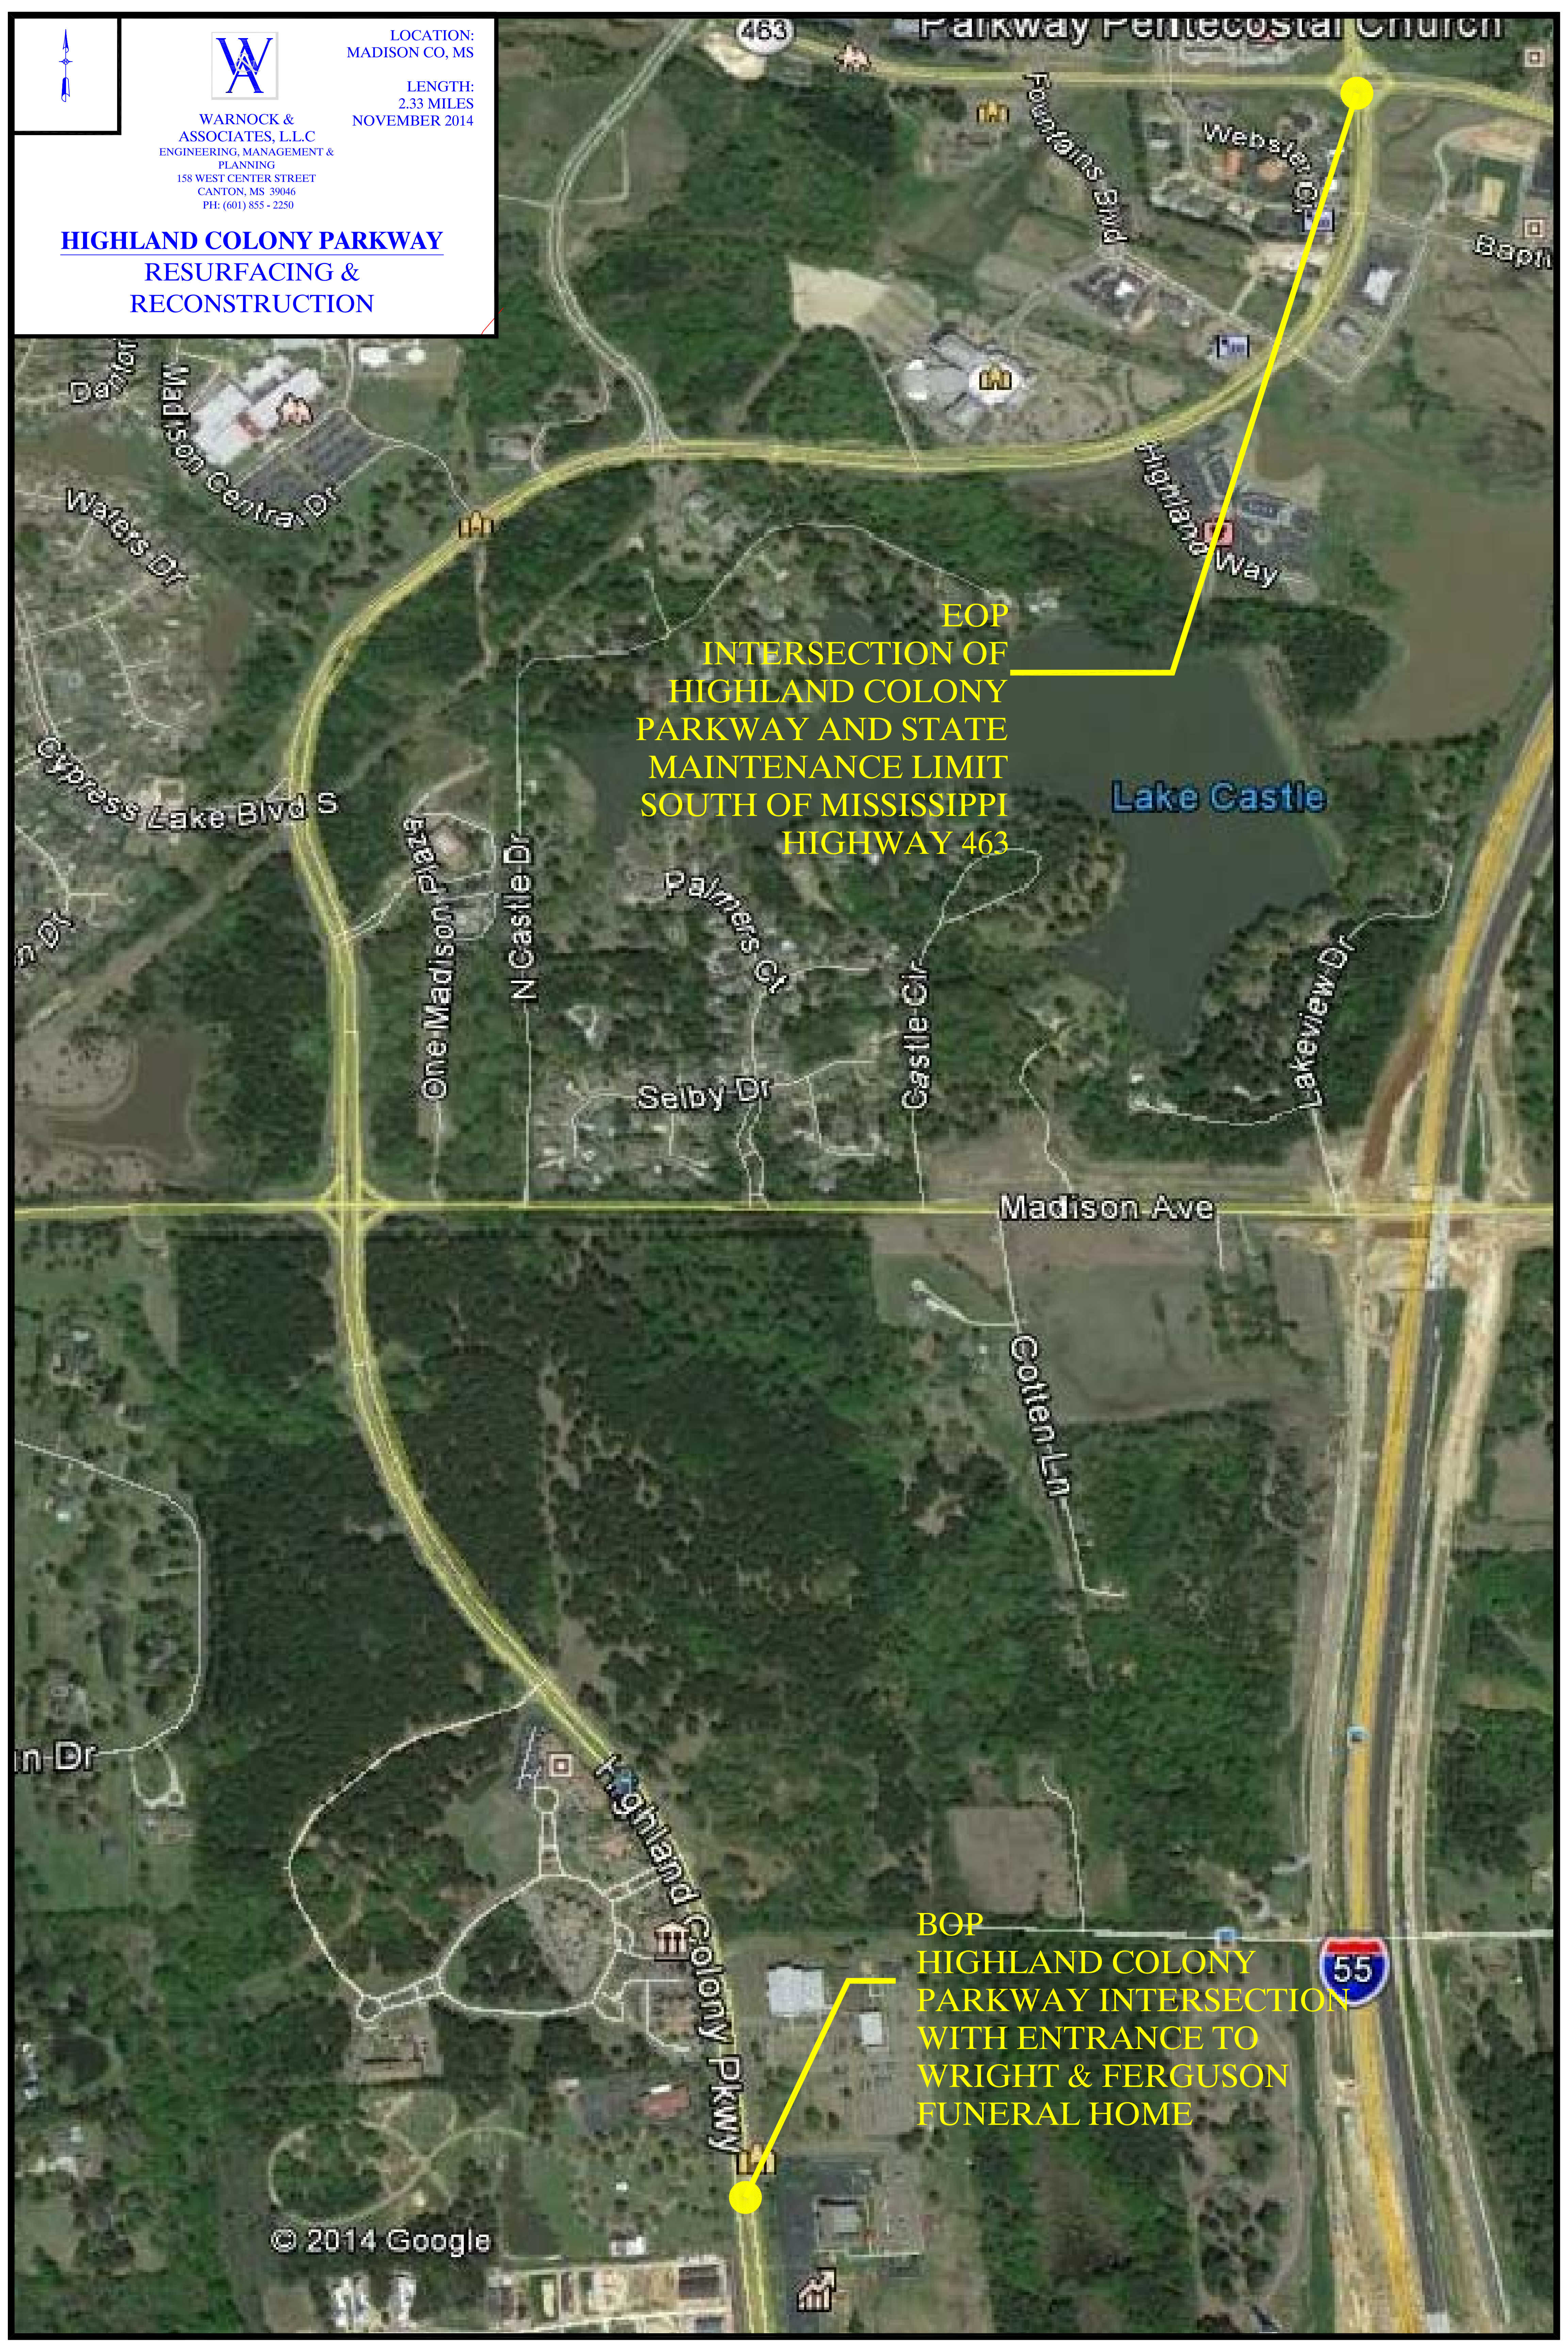 LOCATION:
MADISON CO, MS
LENGTH:
2.33 MILES
NOVEMBER 2014
WA
WARNOCK &
ASSOCIATES, L.L.C
ENGINEERING, MANAGEMENT &
PLANNING
158 WEST CENTER STREET
CANTON, MS 39046
PH: (601) 855 - 2250
HIGHLAND COLONY PARKWAY
RESURFACING &
RECONSTRUCTION
463
Parkway Pentecostal Church
Fountains Blvd
Webster Cir
Madison Central Dr
Waters Dr
Highland Way
EOP
INTERSECTION OF
HIGHLAND COLONY
PARKWAY AND STATE
MAINTENANCE LIMIT
SOUTH OF MISSISSIPPI
HIGHWAY 463
Lake Castle
Cypress Lake Blvd S
One Madison Plaza
N Castle Dr
Palmers Ct
Castle Cir
Lakeview Dr
n Dr
Selby Dr
Madison Ave
Cotten Ln
in Dr
Highland Colony Pkwy
BOP
HIGHLAND COLONY
PARKWAY INTERSECTION
WITH ENTRANCE TO
WRIGHT & FERGUSON
FUNERAL HOME
55
© 2014 Google